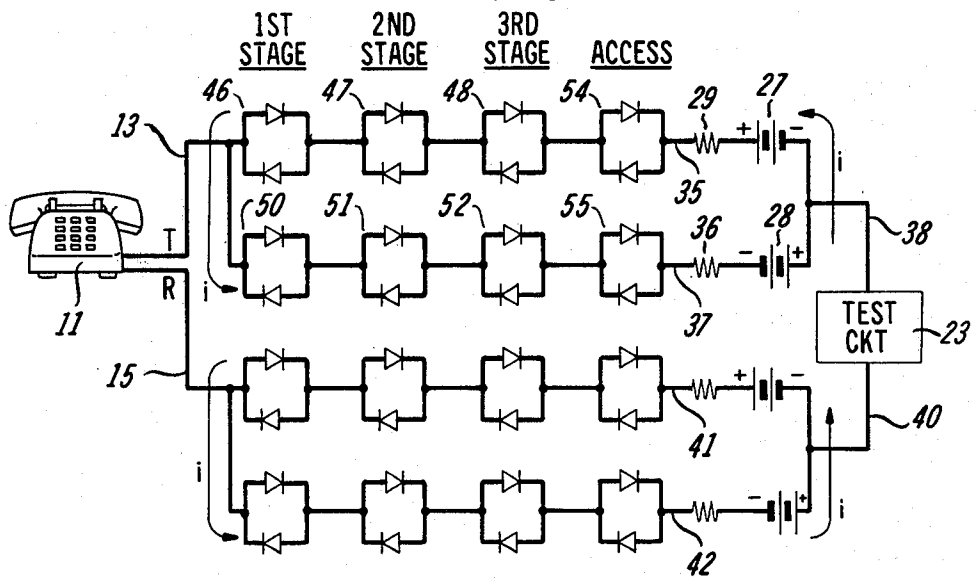 1ST STAGE
2ND STAGE
3RD STAGE
ACCESS
46
47
48
54
29
27
+
−
i
13
35
50
51
52
55
36
28
38
T
−
+
R
i
11
37
TEST CKT
23
15
+
−
41
40
i
−
+
i
42